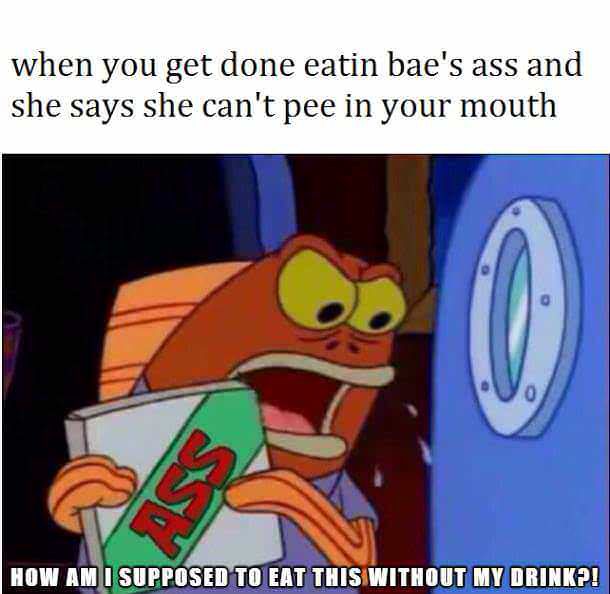 when you get done eatin bae's ass and
she says she can't pee in your mouth
ASS
HOW AM I SUPPOSED TO EAT THIS WITHOUT MY DRINK?!